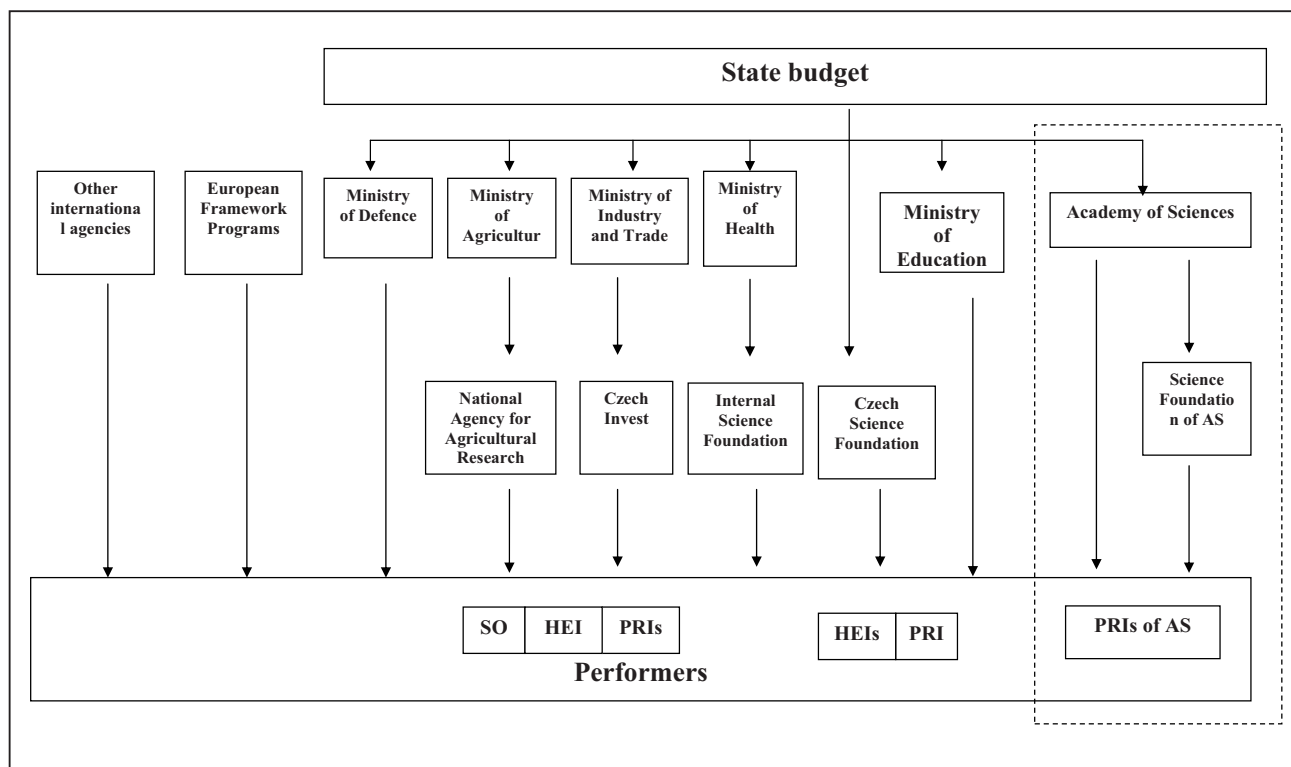 State budget
Other
internationa
l agencies
European
Framework
Programs
Ministry
of Defence
Ministry
of
Agricultur
Ministry of
Industry
and Trade
Ministry
of
Health
Ministry
of
Education
Academy of Sciences
National
Agency for
Agricultural
Research
Czech
Invest
Internal
Science
Foundation
Czech
Science
Foundation
Science
Foundatio
n of AS
SO HEI PRIs
HEIs PRI
PRIs of AS
Performers